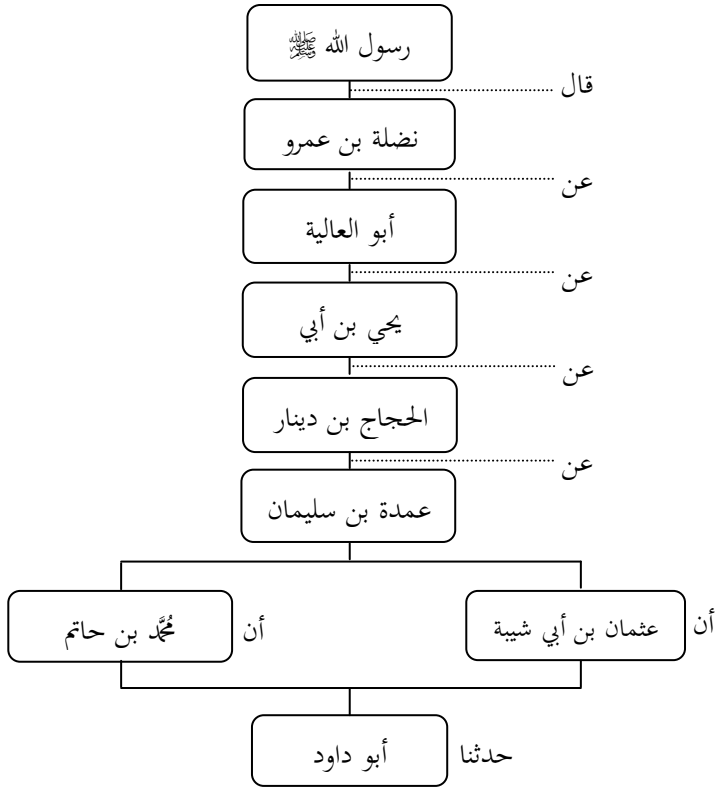 رسول الله ﷺ
قال
نضلة بن عمرو
عن
أبو العالية
عن
يحي بن أبي
عن
الحجاج بن دينار
عن
عمدة بن سليمان
أن
عثمان بن أبي شيبة
أن
مُحَمَّد بن حاتم
حدثنا
أبو داود